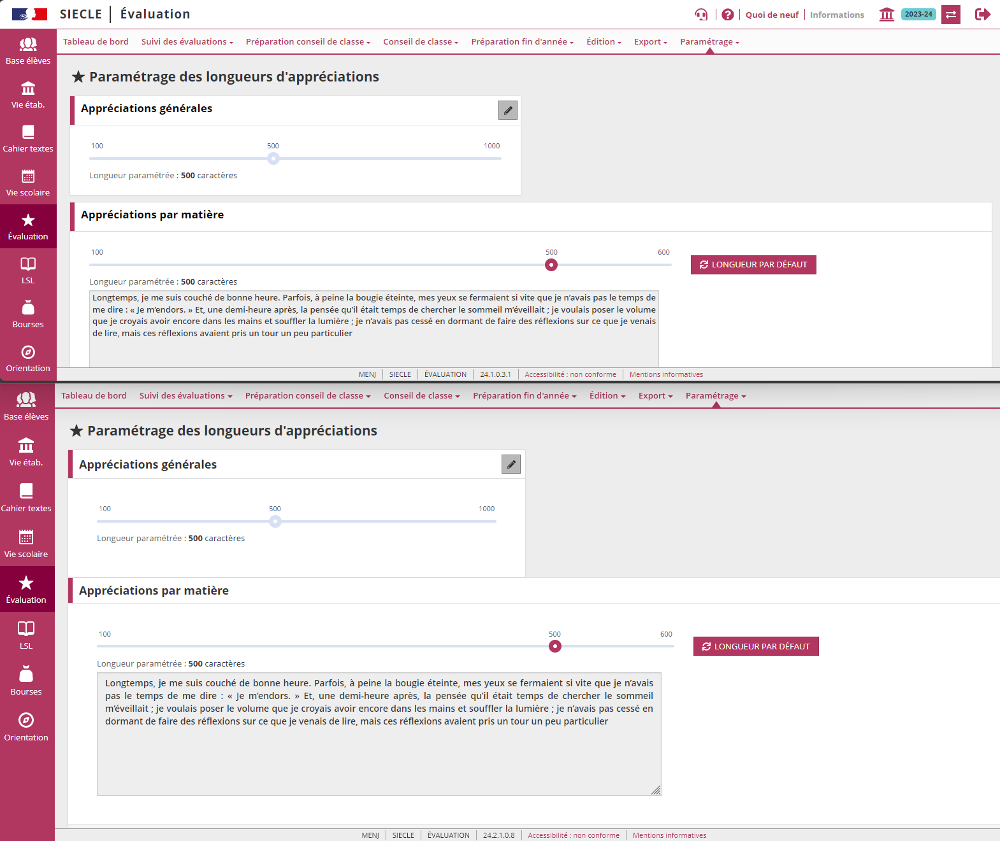 SIECLE Évaluation
Quoi de neuf Informations 2023-24
Tableau de bord Suivi des évaluations Préparation conseil de classe Conseil de classe Préparation fin d'année Édition Export Paramétrage
Base élèves
Vie étab.
Cahier textes
Vie scolaire
Évaluation
LSL
Bourses
Orientation
Paramétrage des longueurs d'appréciations
Appréciations générales
100 500 1000
Longueur paramétrée : 500 caractères
Appréciations par matière
100 500 600
LONGUEUR PAR DÉFAUT
Longueur paramétrée : 500 caractères
Longtemps, je me suis couché de bonne heure. Parfois, à peine la bougie éteinte, mes yeux se fermaient si vite que je n’avais pas le temps de
me dire : « Je m’endors. » Et, une demi-heure après, la pensée qu’il était temps de chercher le sommeil m’éveillait ; je voulais poser le volume
que je croyais avoir encore dans les mains et souffler la lumière ; je n’avais pas cessé en dormant de faire des réflexions sur ce que je venais
de lire, mais ces réflexions avaient pris un tour un peu particulier
MENJ SIECLE ÉVALUATION 24.1.0.3.1 Accessibilité : non conforme Mentions informatives
Tableau de bord Suivi des évaluations Préparation conseil de classe Conseil de classe Préparation fin d'année Édition Export Paramétrage
Base élèves
Vie étab.
Cahier textes
Vie scolaire
Évaluation
LSL
Bourses
Orientation
Paramétrage des longueurs d'appréciations
Appréciations générales
100 500 1000
Longueur paramétrée : 500 caractères
Appréciations par matière
100 500 600
LONGUEUR PAR DÉFAUT
Longueur paramétrée : 500 caractères
Longtemps, je me suis couché de bonne heure. Parfois, à peine la bougie éteinte, mes yeux se fermaient si vite que je n’avais
pas le temps de me dire : « Je m’endors. » Et, une demi-heure après, la pensée qu’il était temps de chercher le sommeil
m’éveillait ; je voulais poser le volume que je croyais avoir encore dans les mains et souffler la lumière ; je n’avais pas cessé en
dormant de faire des réflexions sur ce que je venais de lire, mais ces réflexions avaient pris un tour un peu particulier
MENJ SIECLE ÉVALUATION 24.2.1.0.8 Accessibilité : non conforme Mentions informatives